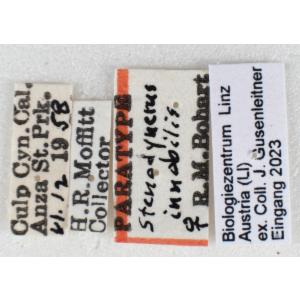 Culp Cyn. Cal.
Anza St. Prk.
VI. 12 1958
H.R. Moffitt
Collector
PARATYPE
Stenodynerus
innobilis
♀
R. M. Bohart
Biologiezentrum Linz
Austria (LI)
ex. Coll. J. Gusenleitner
Eingang 2023